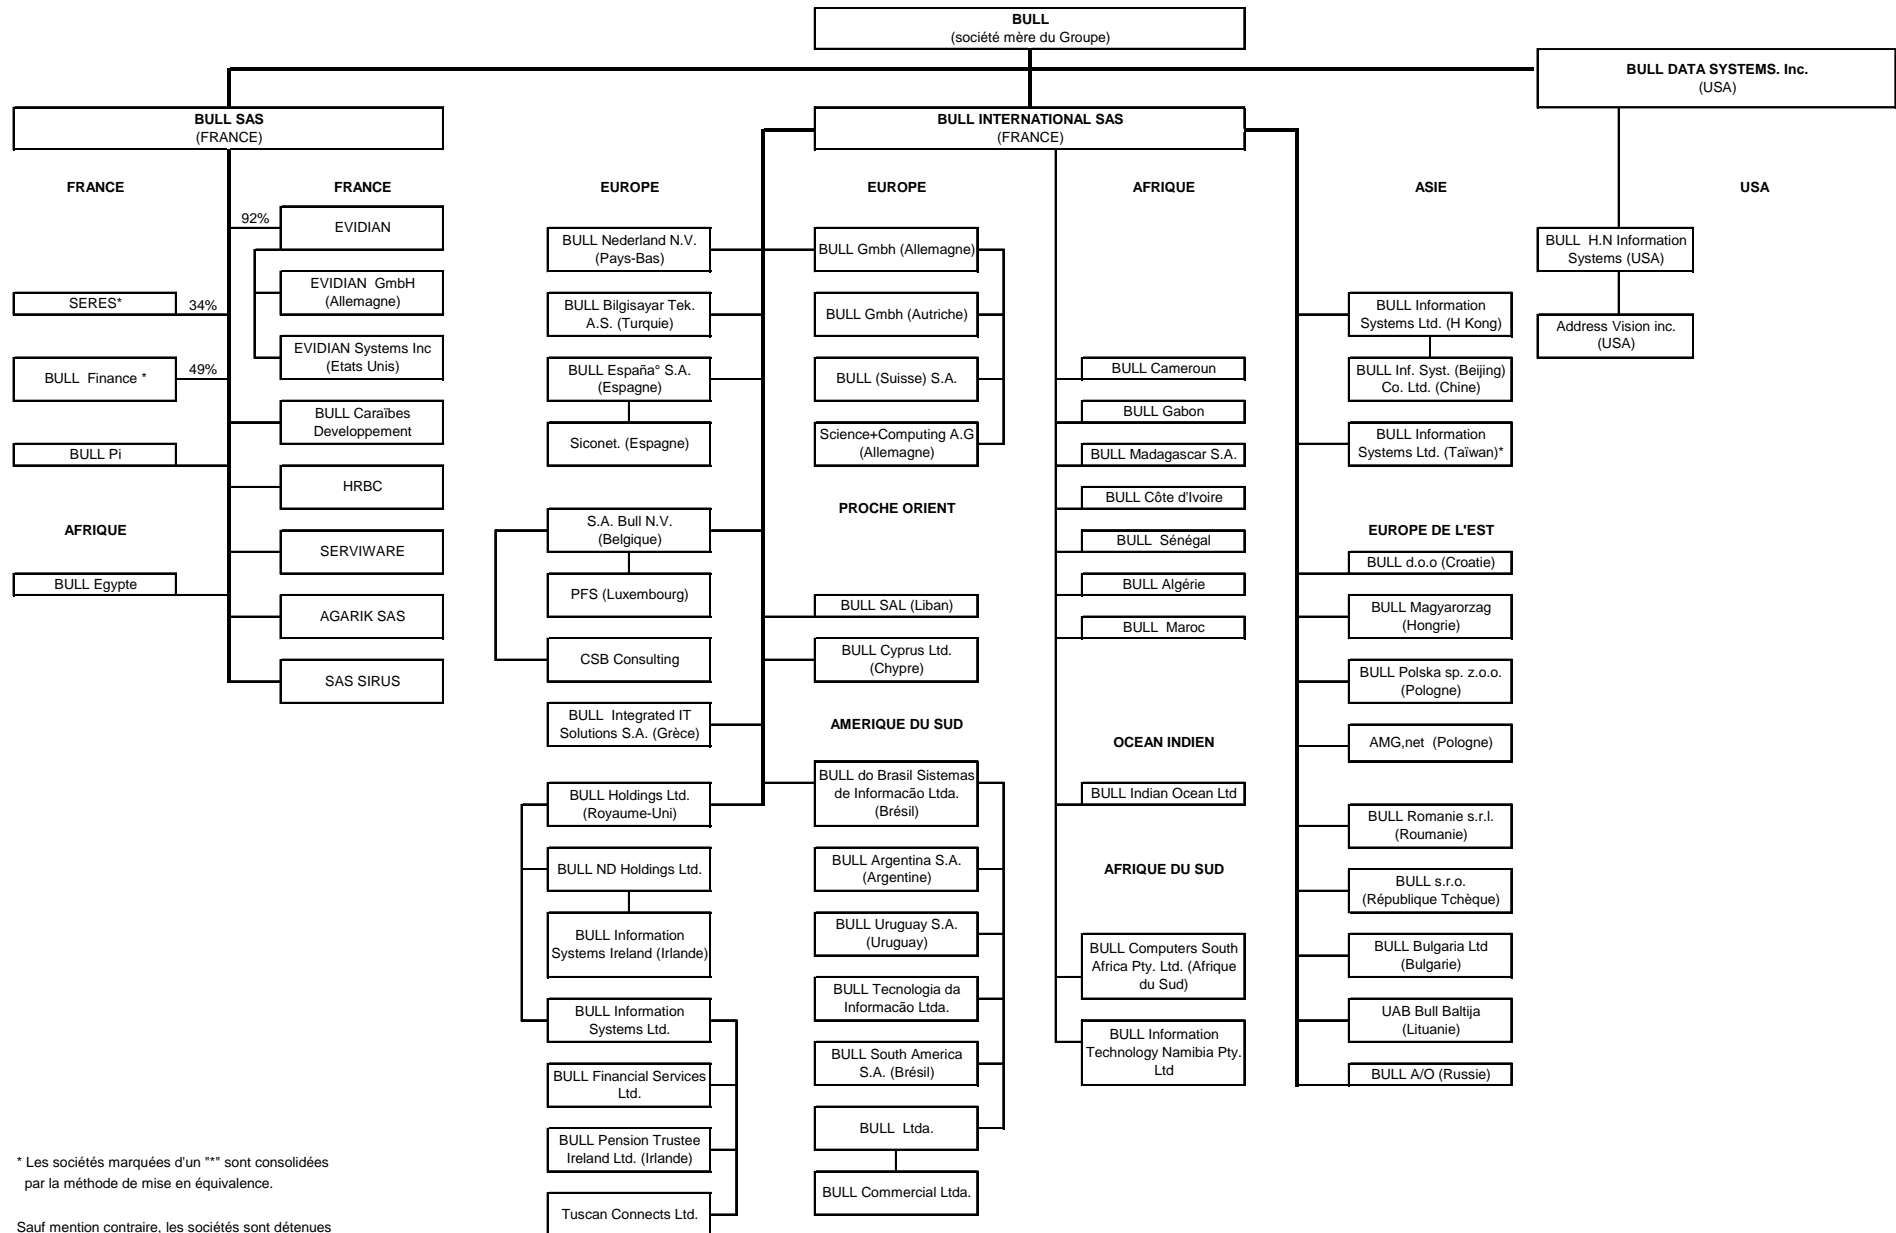 BULL
(société mère du Groupe)
BULL DATA SYSTEMS. Inc.
(USA)
BULL SAS
(FRANCE)
BULL INTERNATIONAL SAS
(FRANCE)
FRANCE
FRANCE
EUROPE
EUROPE
AFRIQUE
ASIE
USA
92%
EVIDIAN
EVIDIAN GmbH
(Allemagne)
SERES*
34%
EVIDIAN Systems Inc
(Etats Unis)
BULL Finance *
49%
BULL Caraïbes
Developpement
BULL Pi
HRBC
AFRIQUE
SERVIWARE
BULL Egypte
AGARIK SAS
SAS SIRUS
BULL Nederland N.V.
(Pays-Bas)
BULL Bilgisayar Tek.
A.S. (Turquie)
BULL España° S.A.
(Espagne)
Siconet. (Espagne)
S.A. Bull N.V.
(Belgique)
PFS (Luxembourg)
CSB Consulting
BULL Integrated IT
Solutions S.A. (Grèce)
BULL Holdings Ltd.
(Royaume-Uni)
BULL ND Holdings Ltd.
BULL Information
Systems Ireland (Irlande)
BULL Information
Systems Ltd.
BULL Financial Services
Ltd.
BULL Pension Trustee
Ireland Ltd. (Irlande)
Tuscan Connects Ltd.
BULL Gmbh (Allemagne)
BULL Gmbh (Autriche)
BULL (Suisse) S.A.
Science+Computing A.G
(Allemagne)
PROCHE ORIENT
BULL SAL (Liban)
BULL Cyprus Ltd.
(Chypre)
AMERIQUE DU SUD
BULL do Brasil Sistemas
de Informacão Ltda.
(Brésil)
BULL Argentina S.A.
(Argentine)
BULL Uruguay S.A.
(Uruguay)
BULL Tecnologia da
Informacão Ltda.
BULL South America
S.A. (Brésil)
BULL Ltda.
BULL Commercial Ltda.
BULL Cameroun
BULL Gabon
BULL Madagascar S.A.
BULL Côte d'Ivoire
BULL Sénégal
BULL Algérie
BULL Maroc
OCEAN INDIEN
BULL Indian Ocean Ltd
AFRIQUE DU SUD
BULL Computers South
Africa Pty. Ltd. (Afrique
du Sud)
BULL Information
Technology Namibia Pty.
Ltd
BULL Information
Systems Ltd. (H Kong)
BULL Inf. Syst. (Beijing)
Co. Ltd. (Chine)
BULL Information
Systems Ltd. (Taïwan)*
EUROPE DE L'EST
BULL d.o.o (Croatie)
BULL Magyarorzag
(Hongrie)
BULL Polska sp. z.o.o.
(Pologne)
AMG,net (Pologne)
BULL Romanie s.r.l.
(Roumanie)
BULL s.r.o.
(République Tchèque)
BULL Bulgaria Ltd
(Bulgarie)
UAB Bull Baltija
(Lituanie)
BULL A/O (Russie)
BULL H.N Information
Systems (USA)
Address Vision inc.
(USA)
* Les sociétés marquées d'un "*" sont consolidées
par la méthode de mise en équivalence.
Sauf mention contraire, les sociétés sont détenues